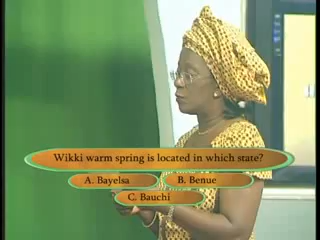 Wikki warm spring is located in which state?
A. Bayelsa
B. Benue
C. Bauchi